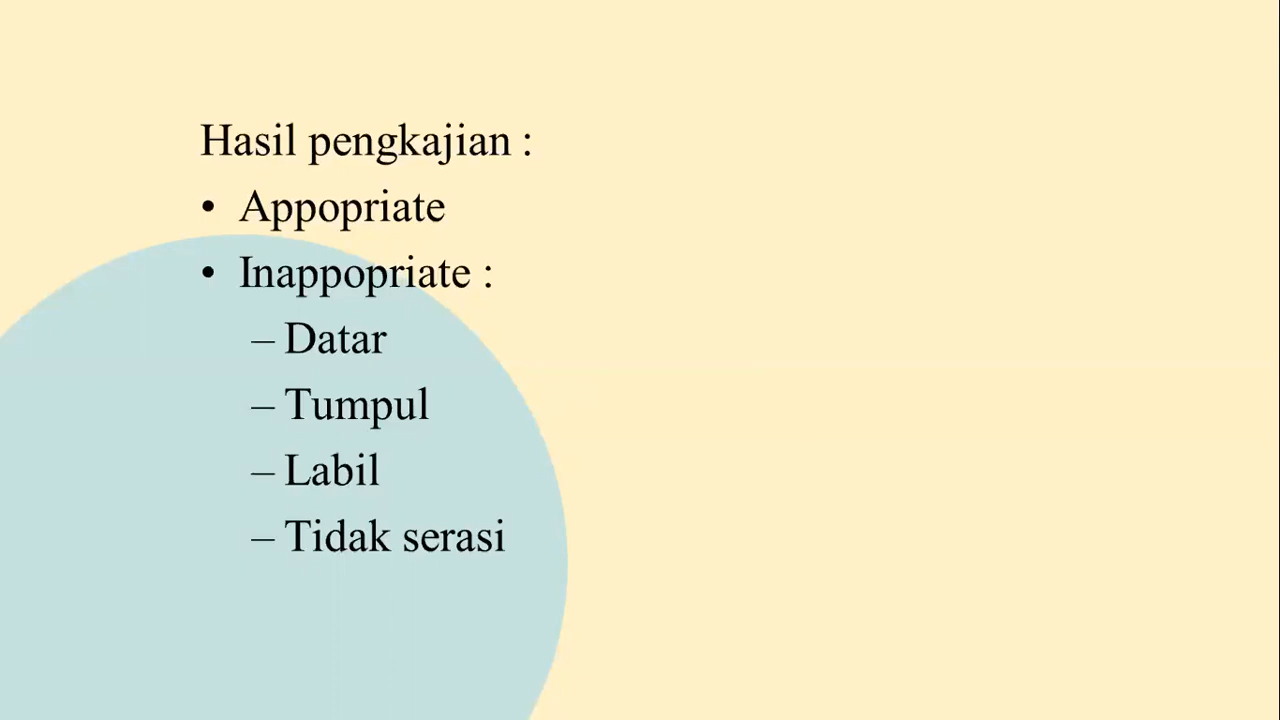 Hasil pengkajian :
• Appopriate
• Inappopriate :
– Datar
– Tumpul
– Labil
– Tidak serasi